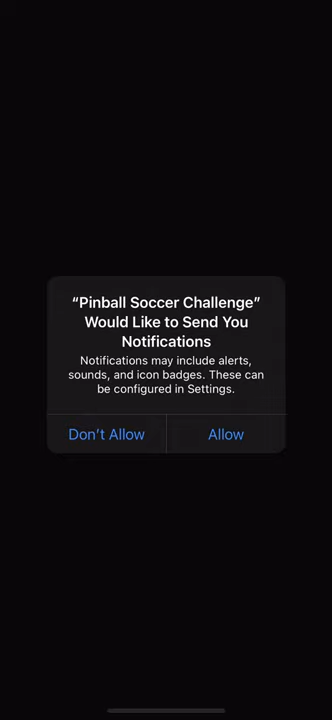 “Pinball Soccer Challenge”
Would Like to Send You
Notifications
Notifications may include alerts,
sounds, and icon badges. These can
be configured in Settings.
Don’t Allow
Allow